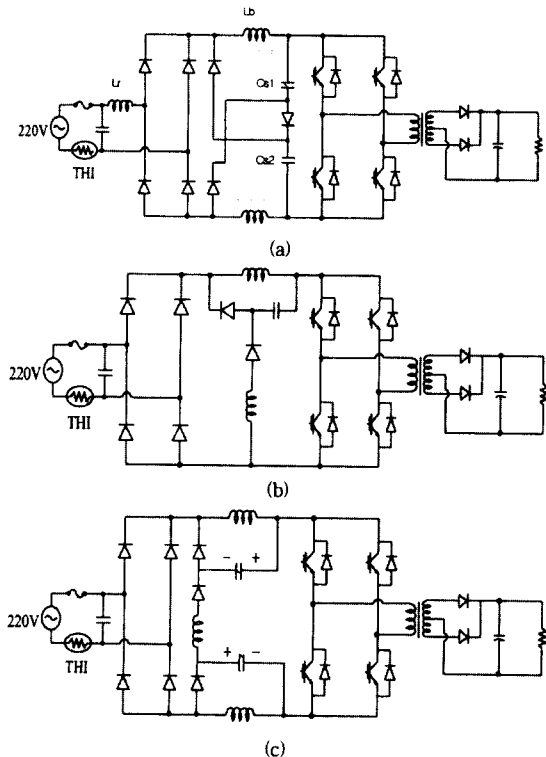 Lb
Lr
Cs1
220V
Cs2
THI
(a)
220V
THI
(b)
- +
220V
+ -
THI
(c)